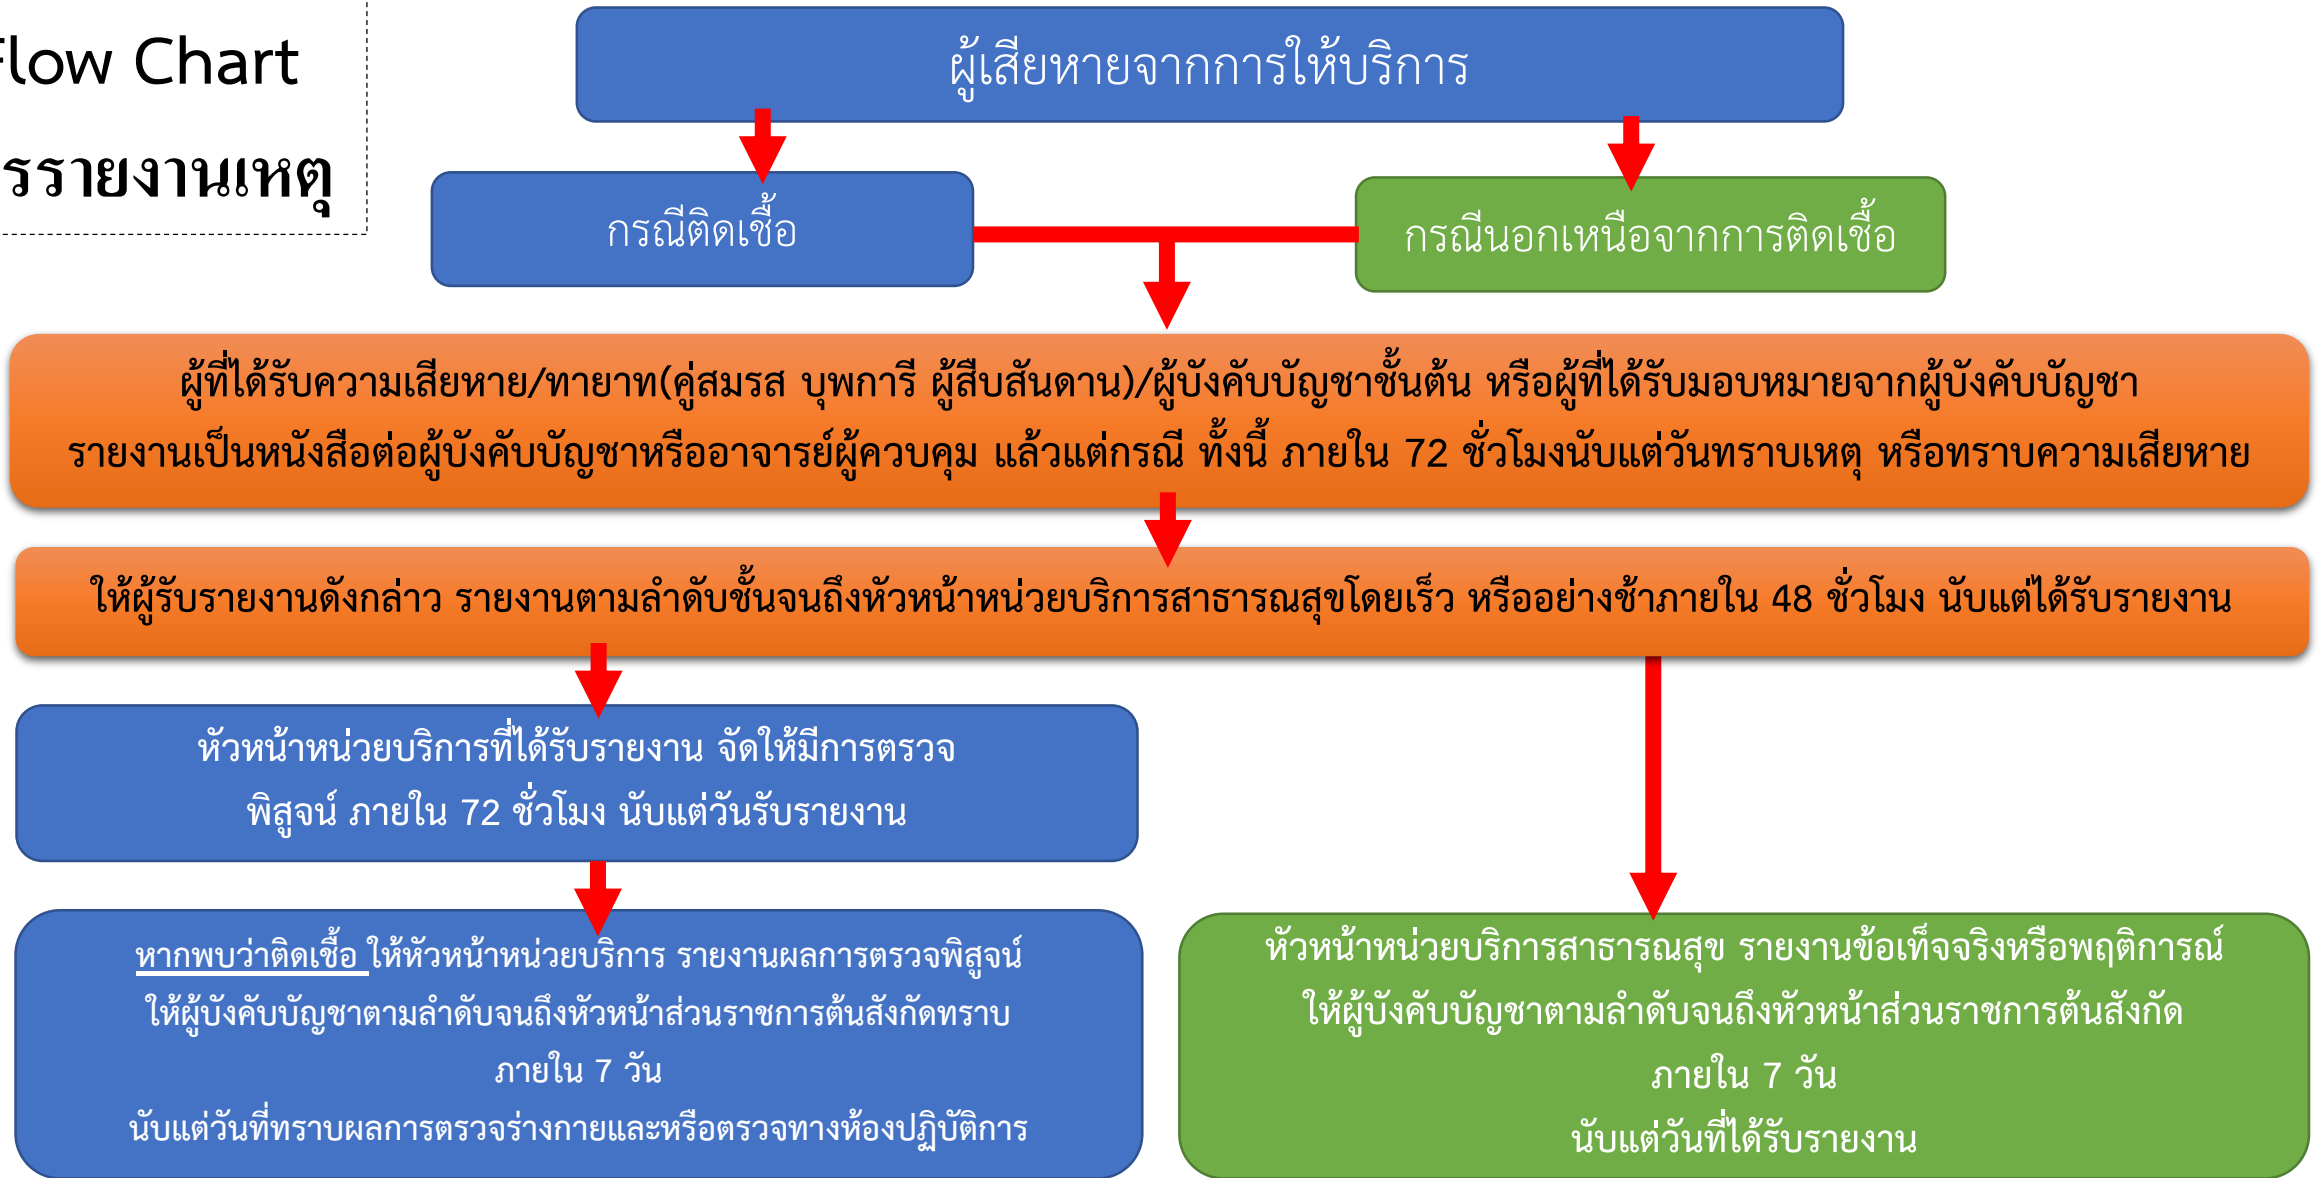 Flow Chart
รรายงานเหตุ
ผู้เสียหายจากการให้บริการ
กรณีติดเชื้อ
กรณีนอกเหนือจากการติดเชื้อ
ผู้ที่ได้รับความเสียหาย/ทายาท(คู่สมรส บุพการี ผู้สืบสันดาน)/ผู้บังคับบัญชาชั้นต้น หรือผู้ที่ได้รับมอบหมายจากผู้บังคับบัญชา
รายงานเป็นหนังสือต่อผู้บังคับบัญชาหรืออาจารย์ผู้ควบคุม แล้วแต่กรณี ทั้งนี้ ภายใน 72 ชั่วโมงนับแต่วันทราบเหตุ หรือทราบความเสียหาย
ให้ผู้รับรายงานดังกล่าว รายงานตามลำดับชั้นจนถึงหัวหน้าหน่วยบริการสาธารณสุขโดยเร็ว หรืออย่างช้าภายใน 48 ชั่วโมง นับแต่ได้รับรายงาน
หัวหน้าหน่วยบริการที่ได้รับรายงาน จัดให้มีการตรวจ
พิสูจน์ ภายใน 72 ชั่วโมง นับแต่วันรับรายงาน
หากพบว่าติดเชื้อ ให้หัวหน้าหน่วยบริการ รายงานผลการตรวจพิสูจน์
ให้ผู้บังคับบัญชาตามลำดับจนถึงหัวหน้าส่วนราชการต้นสังกัดทราบ
ภายใน 7 วัน
นับแต่วันที่ทราบผลการตรวจร่างกายและหรือตรวจทางห้องปฏิบัติการ
หัวหน้าหน่วยบริการสาธารณสุข รายงานข้อเท็จจริงหรือพฤติการณ์
ให้ผู้บังคับบัญชาตามลำดับจนถึงหัวหน้าส่วนราชการต้นสังกัด
ภายใน 7 วัน
นับแต่วันที่ได้รับรายงาน